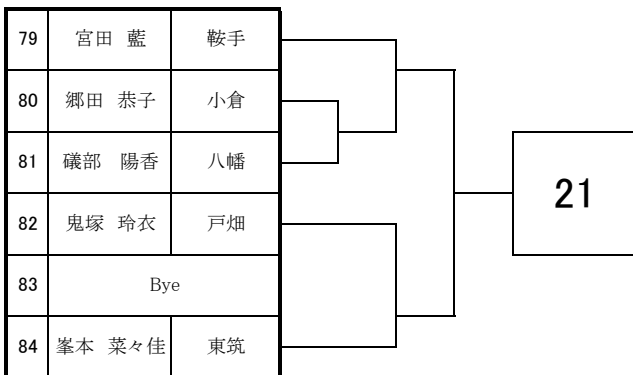 79 宮田 藍 鞍手
80 郷田 恭子 小倉
81 礒部 陽香 八幡
82 鬼塚 玲衣 戸畑
83 Bye
84 峯本 菜々佳 東筑
21